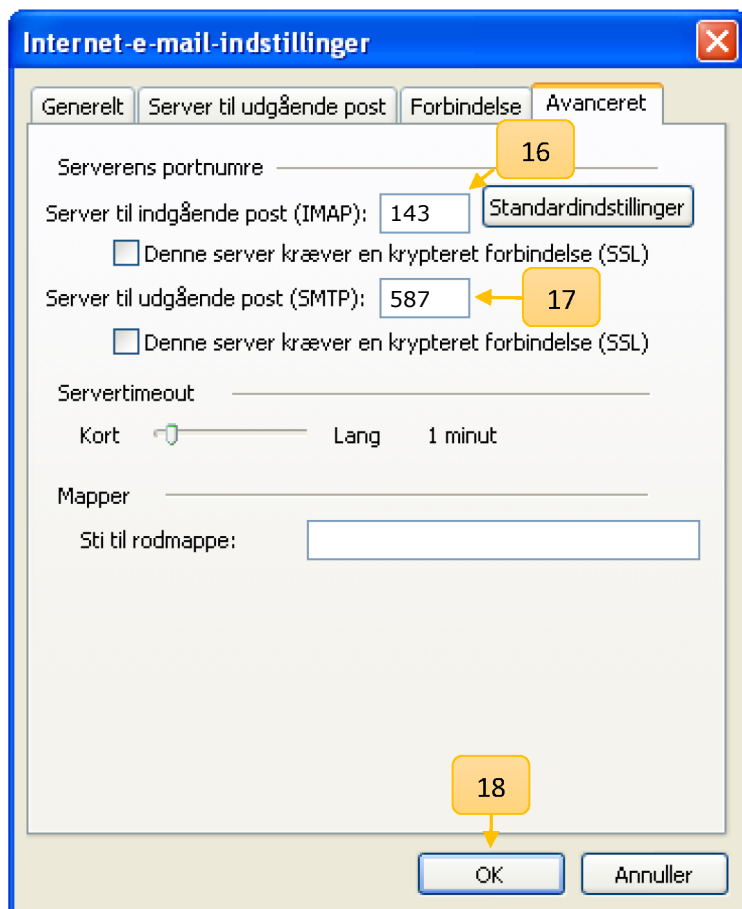 Internet-e-mail-indstillinger
Generelt Server til udgående post Forbindelse Avanceret
16
Serverens portnumre
Server til indgående post (IMAP): 143 Standardindstillinger
Denne server kræver en krypteret forbindelse (SSL)
Server til udgående post (SMTP): 587 17
Denne server kræver en krypteret forbindelse (SSL)
Servertimeout
Kort Lang 1 minut
Mapper
Sti til rodmappe:
18
OK Annuller